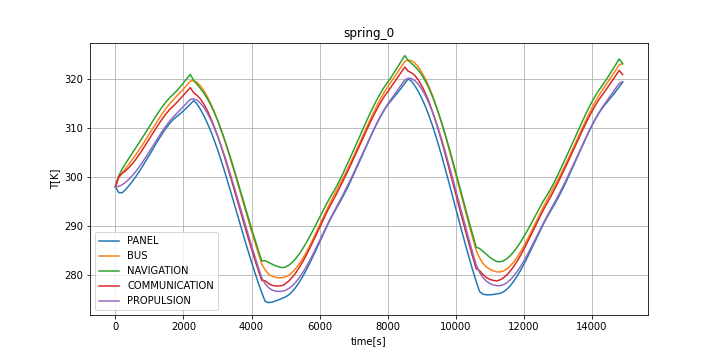 spring_0
T[K]
320
310
300
290
280
PANEL
BUS
NAVIGATION
COMMUNICATION
PROPULSION
0 2000 4000 6000 8000 10000 12000 14000
time[s]